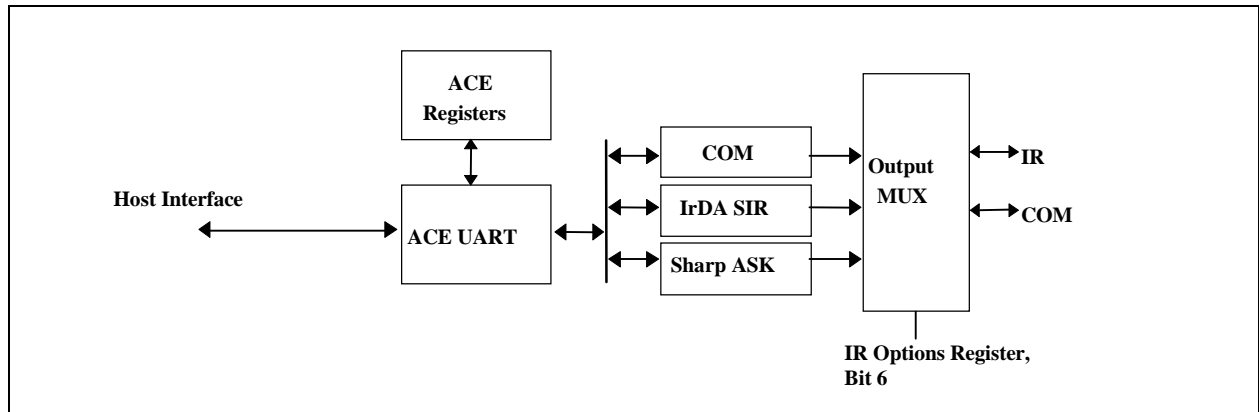 ACE
Registers
Host Interface
ACE UART
COM
IrDA SIR
Sharp ASK
Output
MUX
IR
COM
IR Options Register,
Bit 6